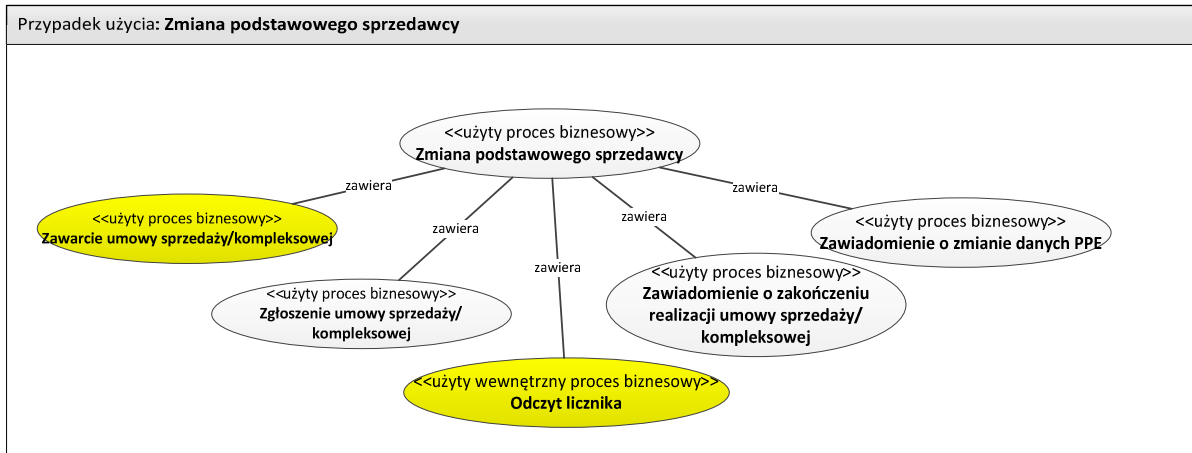 Przypadek użycia: Zmiana podstawowego sprzedawcy
<<użyty proces biznesowy>>
Zmiana podstawowego sprzedawcy
zawiera
zawiera
zawiera
zawiera
zawiera
<<użyty proces biznesowy>>
Zawarcie umowy sprzedaży/kompleksowej
<<użyty proces biznesowy>>
Zgłoszenie umowy sprzedaży/
kompleksowej
<<użyty wewnętrzny proces biznesowy>>
Odczyt licznika
<<użyty proces biznesowy>>
Zawiadomienie o zakończeniu
realizacji umowy sprzedaży/
kompleksowej
<<użyty proces biznesowy>>
Zawiadomienie o zmianie danych PPE